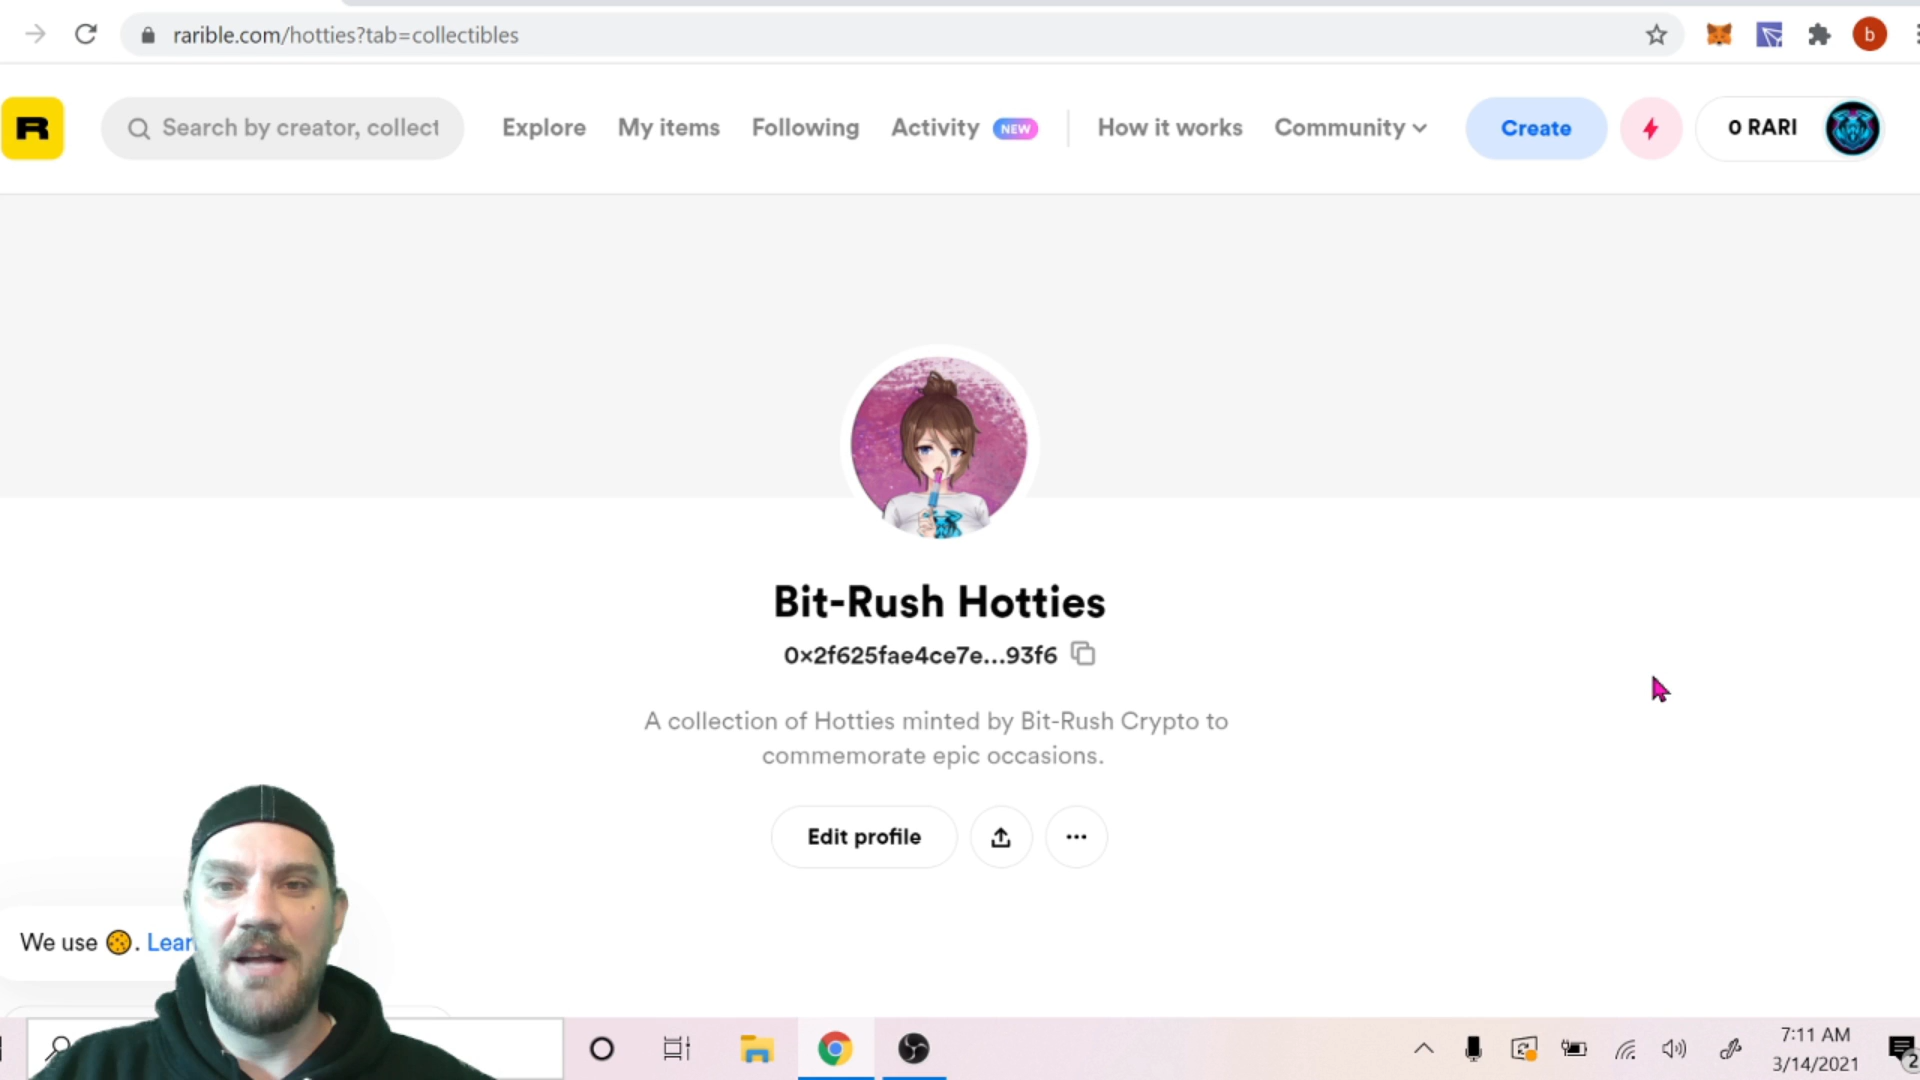 rarible.com/hotties?tab=collectibles
b
R
Search by creator, collect
Explore
My items
Following
Activity NEW
How it works
Community
Create
0 RARI
Bit-Rush Hotties
0x2f625fae4ce7e...93f6
A collection of Hotties minted by Bit-Rush Crypto to
commemorate epic occasions.
Edit profile
We use 🍪. Lear
7:11 AM
3/14/2021
2